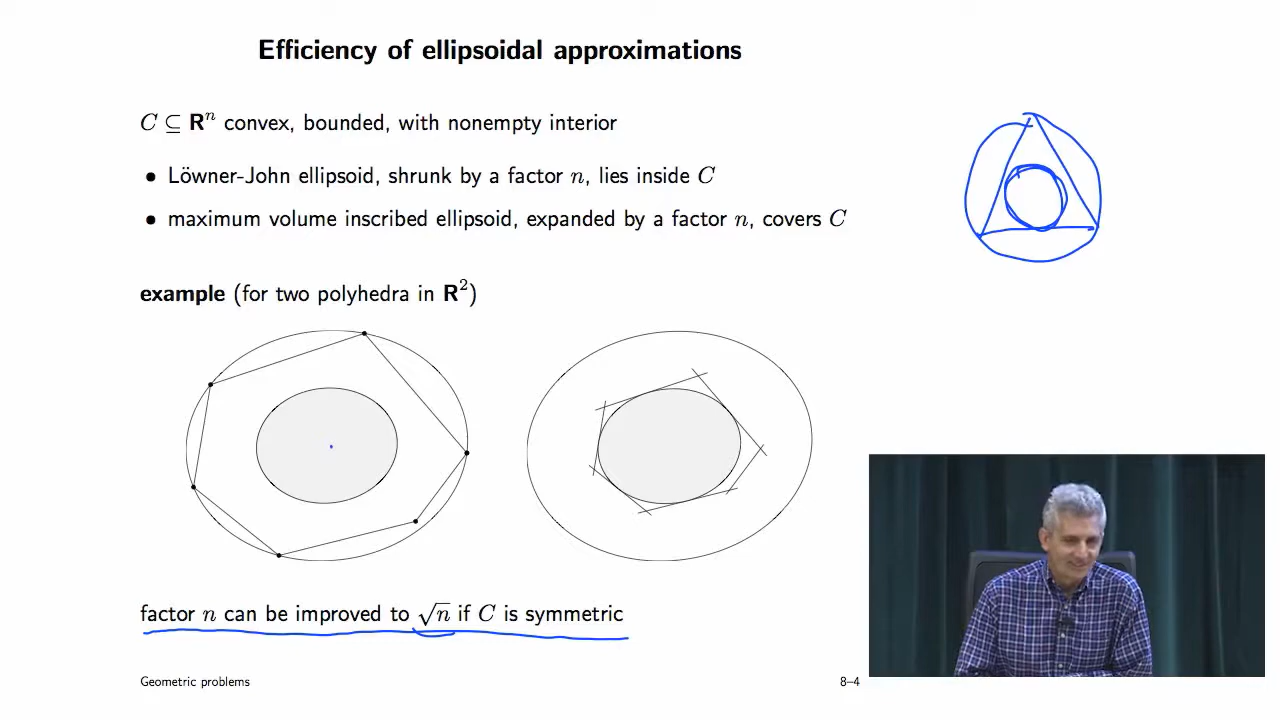 Efficiency of ellipsoidal approximations
C ⊆ Rⁿ convex, bounded, with nonempty interior
• Löwner-John ellipsoid, shrunk by a factor n, lies inside C
• maximum volume inscribed ellipsoid, expanded by a factor n, covers C
example (for two polyhedra in R²)
factor n can be improved to √n if C is symmetric
Geometric problems 8–4